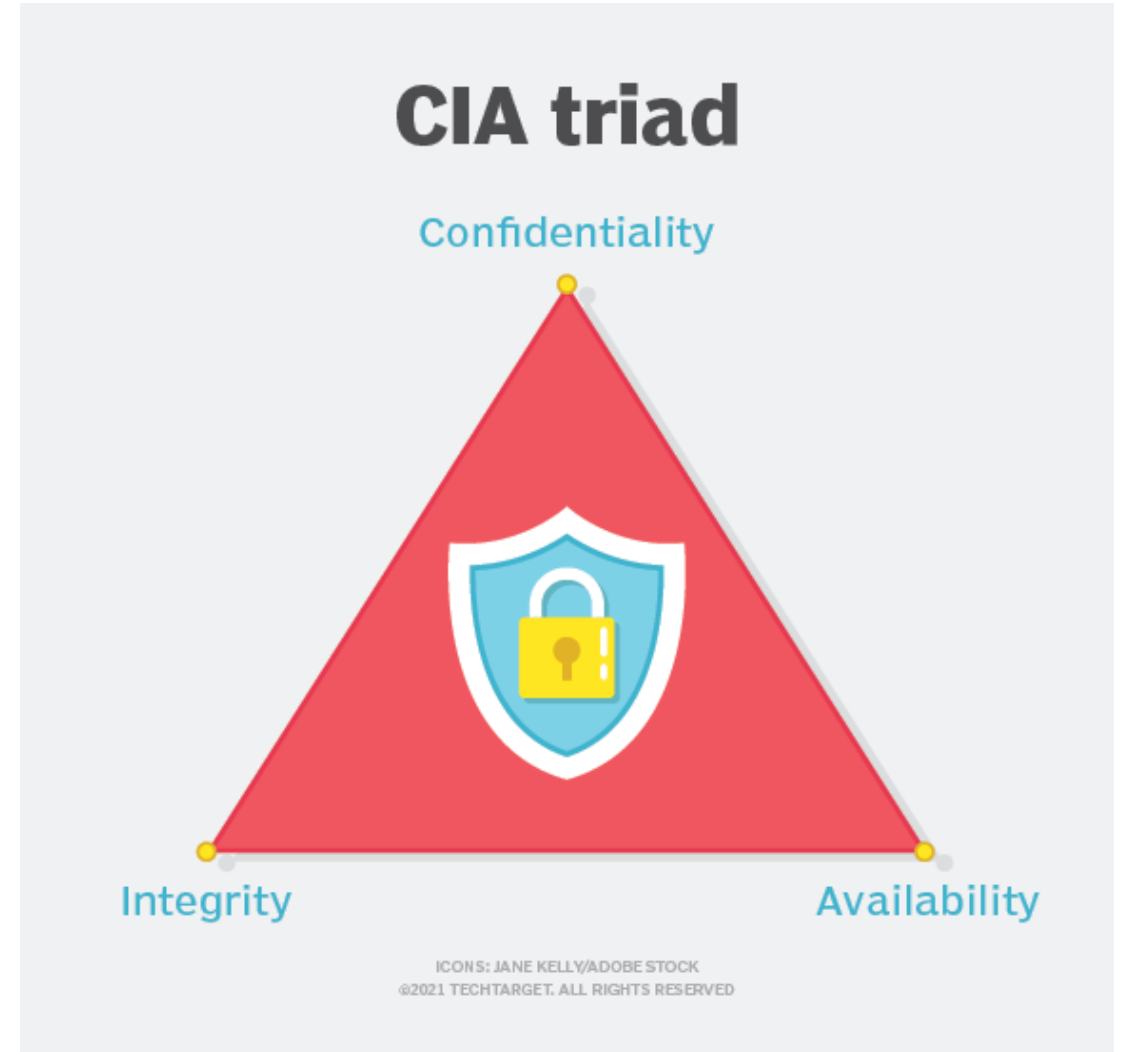 CIA triad
Confidentiality
Integrity
Availability
ICONS: JANE KELLY/ADOBE STOCK
©2021 TECHTARGET. ALL RIGHTS RESERVED